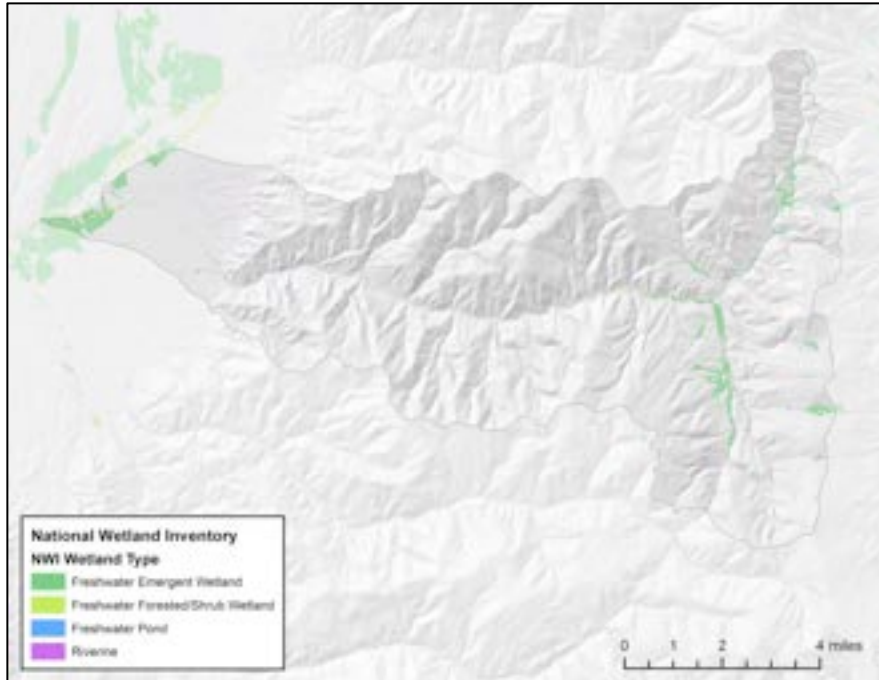 National Wetland Inventory
NWI Wetland Type
Freshwater Emergent Wetland
Freshwater Forested/Shrub Wetland
Freshwater Pond
Riverine
0 1 2 4 miles